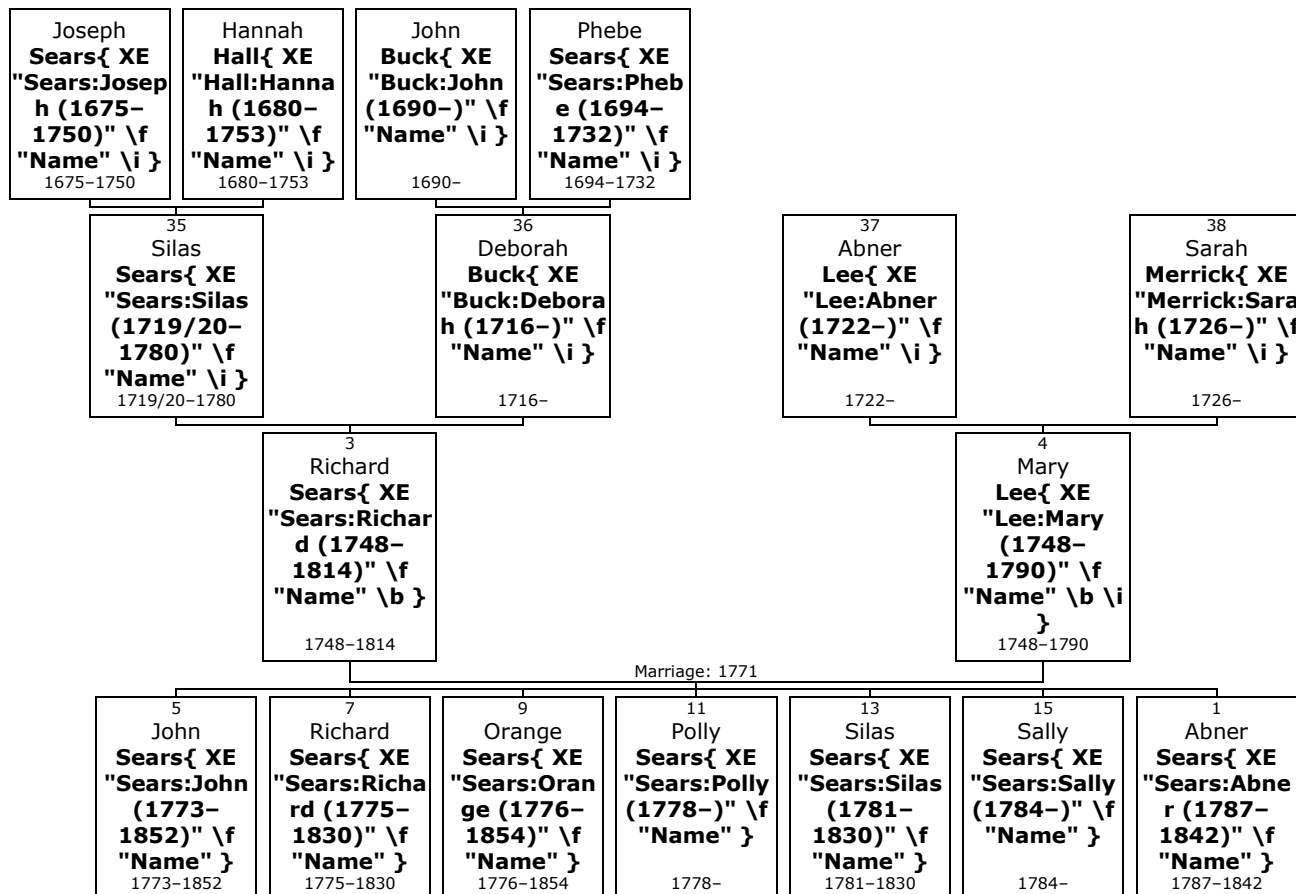 Joseph
Sears{ XE
"Sears:Josep
h (1675–
1750)" \f
"Name" \i }
1675–1750
Hannah
Hall{ XE
"Hall:Hanna
h (1680–
1753)" \f
"Name" \i }
1680–1753
John
Buck{ XE
"Buck:John
(1690–)" \f
"Name" \i }
1690–
Phebe
Sears{ XE
"Sears:Pheb
e (1694–
1732)" \f
"Name" \i }
1694–1732
35
Silas
Sears{ XE
"Sears:Silas
(1719/20–
1780)" \f
"Name" \i }
1719/20–1780
36
Deborah
Buck{ XE
"Buck:Debora
h (1716–)" \f
"Name" \i }
1716–
37
Abner
Lee{ XE
"Lee:Abner
(1722–)" \f
"Name" \i }
1722–
38
Sarah
Merrick{ XE
"Merrick:Sara
h (1726–)" \f
"Name" \i }
1726–
3
Richard
Sears{ XE
"Sears:Richar
d (1748–
1814)" \f
"Name" \b }
1748–1814
4
Mary
Lee{ XE
"Lee:Mary
(1748–
1790)" \f
"Name" \b \i
}
1748–1790
Marriage: 1771
5
John
Sears{ XE
"Sears:John
(1773–
1852)" \f
"Name" }
1773–1852
7
Richard
Sears{ XE
"Sears:Richa
rd (1775–
1830)" \f
"Name" }
1775–1830
9
Orange
Sears{ XE
"Sears:Oran
ge (1776–
1854)" \f
"Name" }
1776–1854
11
Polly
Sears{ XE
"Sears:Polly
(1778–)" \f
"Name" }
1778–
13
Silas
Sears{ XE
"Sears:Silas
(1781–
1830)" \f
"Name" }
1781–1830
15
Sally
Sears{ XE
"Sears:Sally
(1784–)" \f
"Name" }
1784–
1
Abner
Sears{ XE
"Sears:Abne
r (1787–
1842)" \f
"Name" }
1787–1842